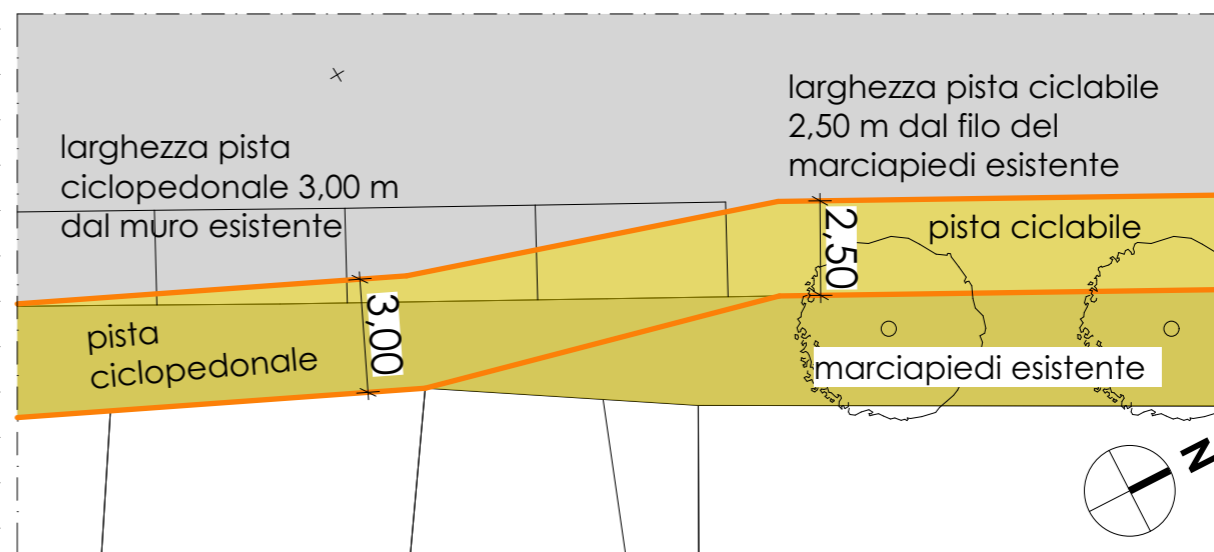 larghezza pista
ciclopedonale 3,00 m
dal muro esistente
larghezza pista ciclabile
2,50 m dal filo del
marciapiedi esistente
2,50
pista ciclabile
3,00
pista
ciclopedonale
marciapiedi esistente
N